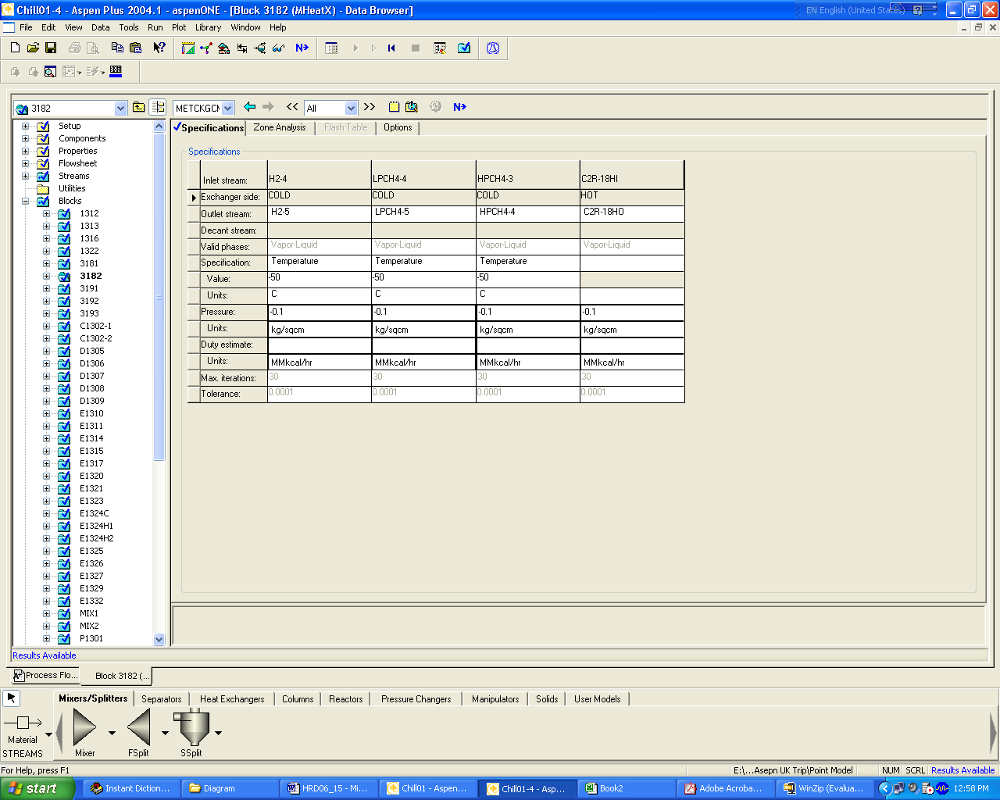 Chill01-4 - Aspen Plus 2004.1 - aspenONE - [Block 3182 (MHeatX) - Data Browser]
EN English (United States)
File Edit View Data Tools Run Plot Library Window Help
3182
METCKGCN
All
N>
Setup
Components
Properties
Flowsheet
Streams
Utilities
Blocks
1312
1313
1316
1322
3181
3182
3191
3192
3193
C1302-1
C1302-2
D1305
D1306
D1307
D1308
D1309
E1310
E1311
E1314
E1315
E1317
E1320
E1321
E1323
E1324C
E1324H1
E1324H2
E1325
E1326
E1327
E1329
E1332
MIX1
MIX2
P1301
Specifications Zone Analysis Flash Table Options
Specifications
Inlet stream: H2-4 LPCH4-4 HPCH4-3 C2R-18HI
Exchanger side: COLD COLD COLD HOT
Outlet stream: H2-5 LPCH4-5 HPCH4-4 C2R-18HO
Decant stream:
Valid phases: Vapor-Liquid Vapor-Liquid Vapor-Liquid Vapor-Liquid
Specification: Temperature Temperature Temperature
Value: -50 -50 -50
Units: C C C
Pressure: -0.1 -0.1 -0.1 -0.1
Units: kg/sqcm kg/sqcm kg/sqcm kg/sqcm
Duty estimate:
Units: MMkcal/hr MMkcal/hr MMkcal/hr MMkcal/hr
Max. iterations: 30 30 30 30
Tolerance: 0.0001 0.0001 0.0001 0.0001
Results Available
Process Flo... Block 3182 (...
Mixers/Splitters Separators Heat Exchangers Columns Reactors Pressure Changers Manipulators Solids User Models
Material
STREAMS
Mixer FSplit SSplit
For Help, press F1
E:\...Asepn UK Trip\Point Model NUM SCRL Results Available
start Instant Diction... Diagram HRD06_15 - Mi... Chill01 - Aspen... Chill01-4 - Asp... Book2 Adobe Acroba... WinZip (Evalua... 12:58 PM